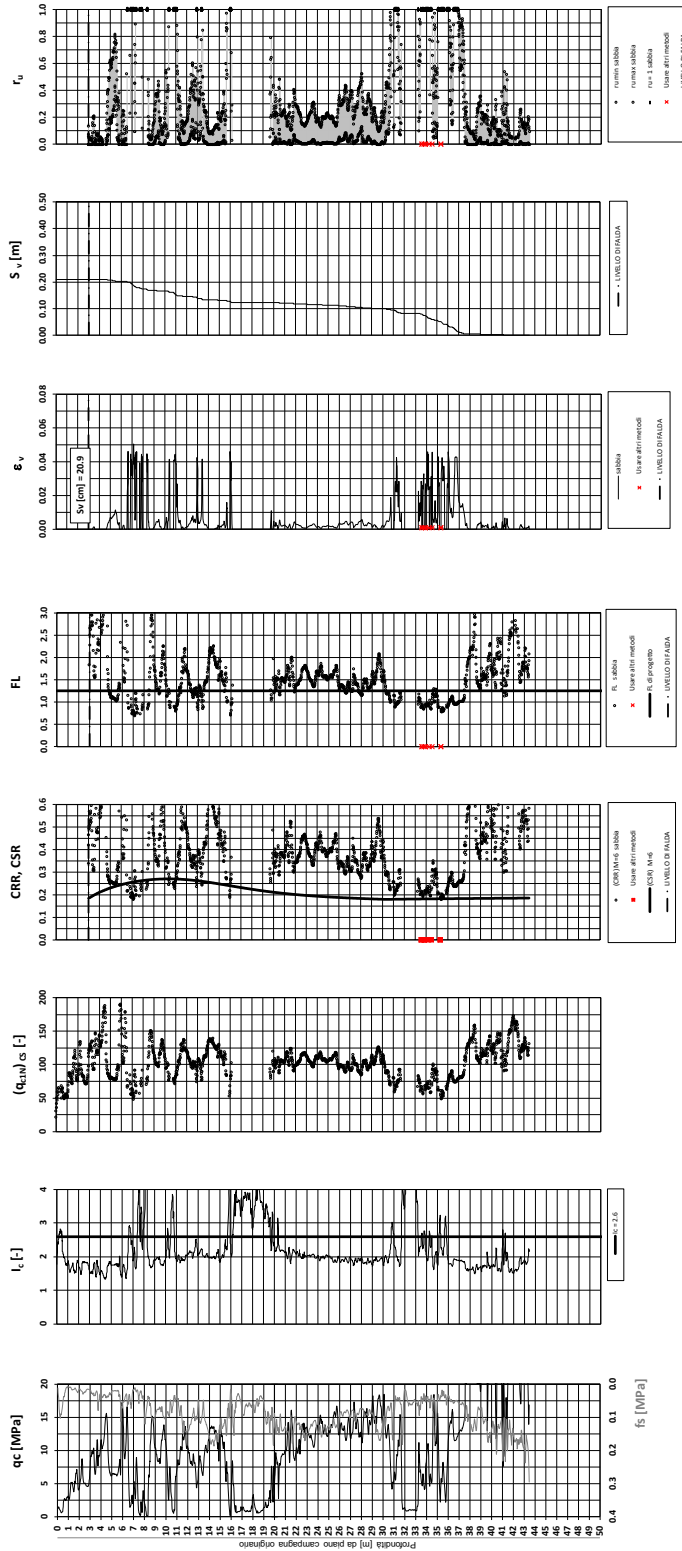 qc [MPa]
0 5 10 15 20
I c [-]
0 1 2 3 4
(q c1N) cs [-]
0 50 100 150 200
CRR, CSR
0.0 0.1 0.2 0.3 0.4 0.5 0.6
FL
0.0 0.5 1.0 1.5 2.0 2.5 3.0
ε v
0.00 0.02 0.04 0.06 0.08
S v [m]
0.00 0.10 0.20 0.30 0.40 0.50
r u
0.0 0.2 0.4 0.6 0.8 1.0
Sv [cm] = 20.9
Profondità [m] da piano campagna originario
0
1
2
3
4
5
6
7
8
9
10
11
12
13
14
15
16
17
18
19
20
21
22
23
24
25
26
27
28
29
30
31
32
33
34
35
36
37
38
39
40
41
42
43
44
45
46
47
48
49
50
0.4 0.3 0.2 0.1 0.0
fs [MPa]
Ic = 2.6
(CRR)M=6 sabbia
Usare altri metodi
(CSR) M=6
LIVELLO DI FALDA
FL sabbia
Usare altri metodi
FL di progetto
LIVELLO DI FALDA
sabbia
Usare altri metodi
LIVELLO DI FALDA
LIVELLO DI FALDA
ru min sabbia
ru max sabbia
ru = 1 sabbia
Usare altri metodi